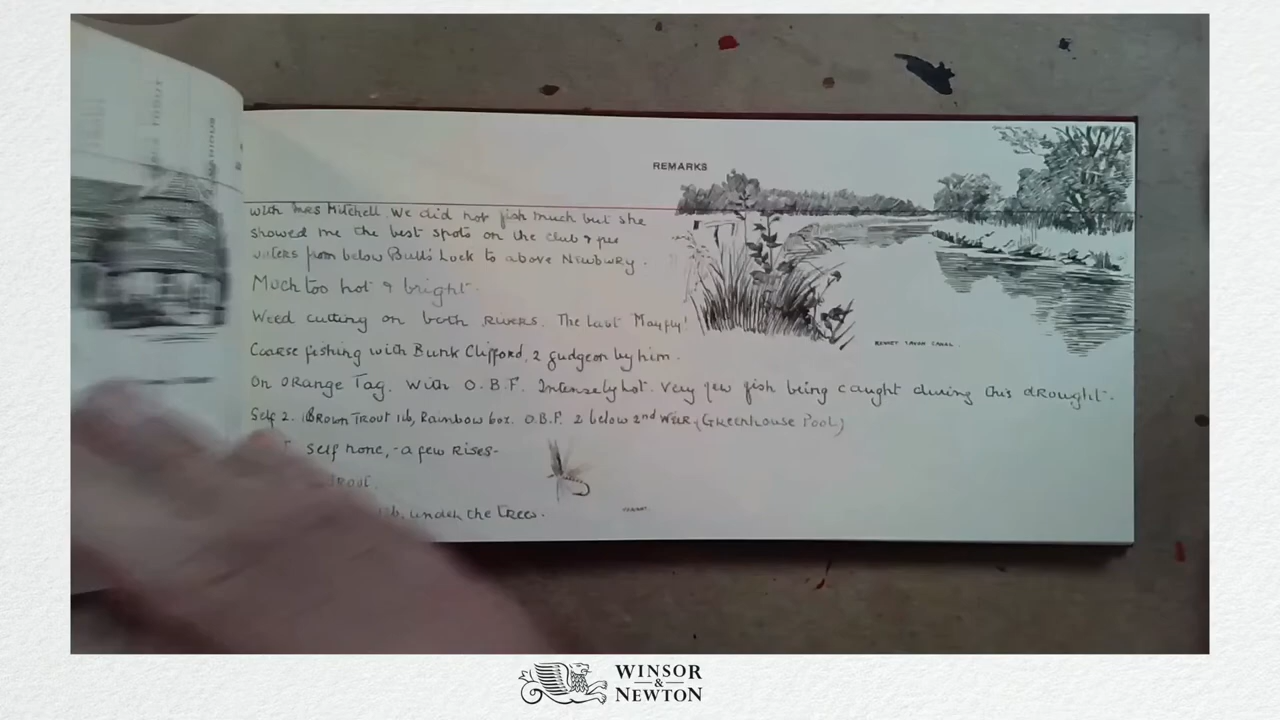 REMARKS
with Mrs Mitchell. We did not fish much but she
showed me the best spots on the club &
waters from below Bull's Lock to above Newbury.
Much too hot & bright.
Weed cutting on both RIVERS. The last Mayfly!
Coarse fishing with Bunk Clifford, 2 gudgeon by him.
On ORange Tag. With O.B.F. Intensely hot. Very few fish being caught during this dRought.
Self 2. 1 BRown TRout 1lb, Rainbow 6oz. O.B.F. 2 below 2nd WeiR, (GReenhouse Pool)
Self none, - a few Rises -
TRout.
1lb. under the TRees.
KENNET CANAL.
WINSOR
&
NEWTON